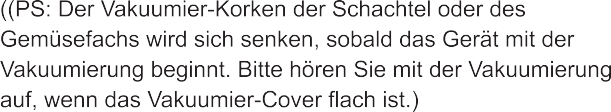 ((PS: Der Vakuumier-Korken der Schachtel oder des
Gemüsefachs wird sich senken, sobald das Gerät mit der
Vakuumierung beginnt. Bitte hören Sie mit der Vakuumierung
auf, wenn das Vakuumier-Cover flach ist.)